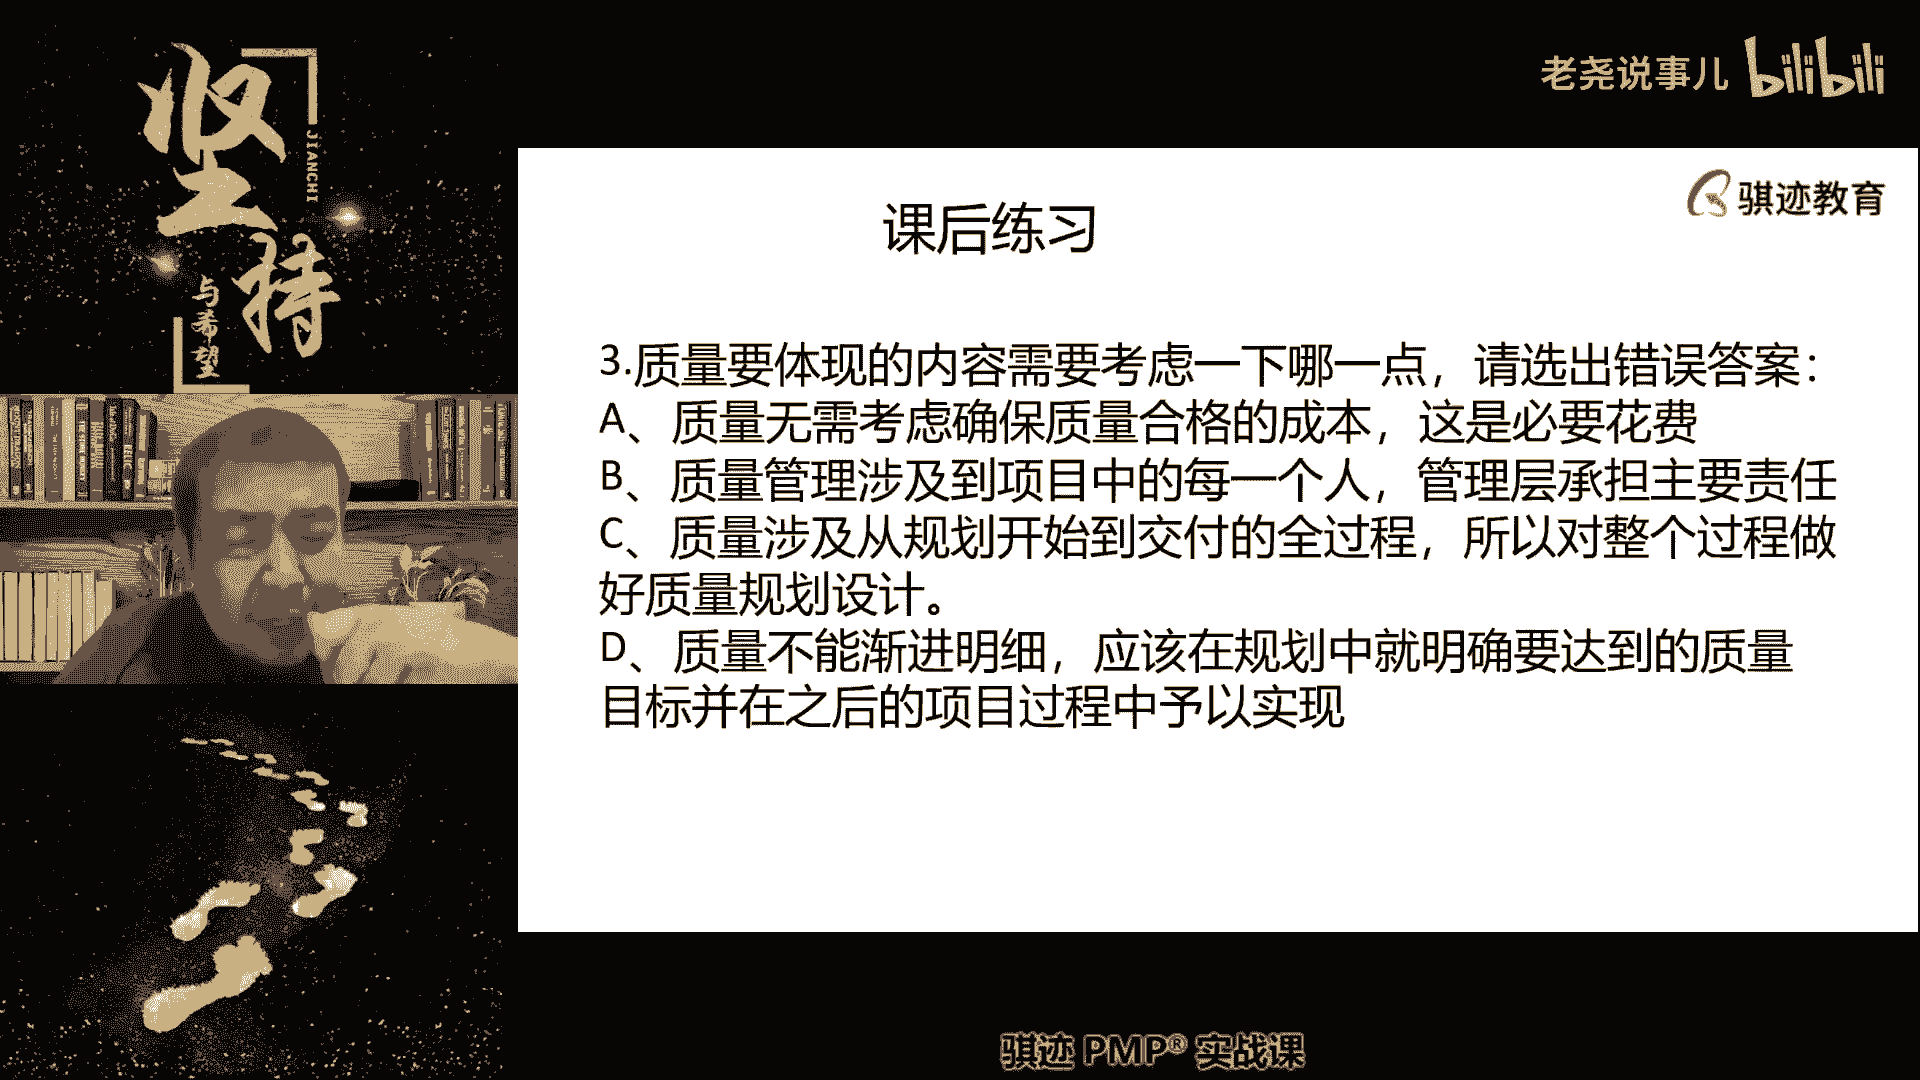 坚持
JIANCHI
与希望
老尧说事儿 bilibili
骐迹教育
课后练习
3.质量要体现的内容需要考虑一下哪一点，请选出错误答案：
A、质量无需考虑确保质量合格的成本，这是必要花费
B、质量管理涉及到项目中的每一个人，管理层承担主要责任
C、质量涉及从规划开始到交付的全过程，所以对整个过程做
好质量规划设计。
D、质量不能渐进明细，应该在规划中就明确要达到的质量
目标并在之后的项目过程中予以实现
骐迹 PMP® 实战课